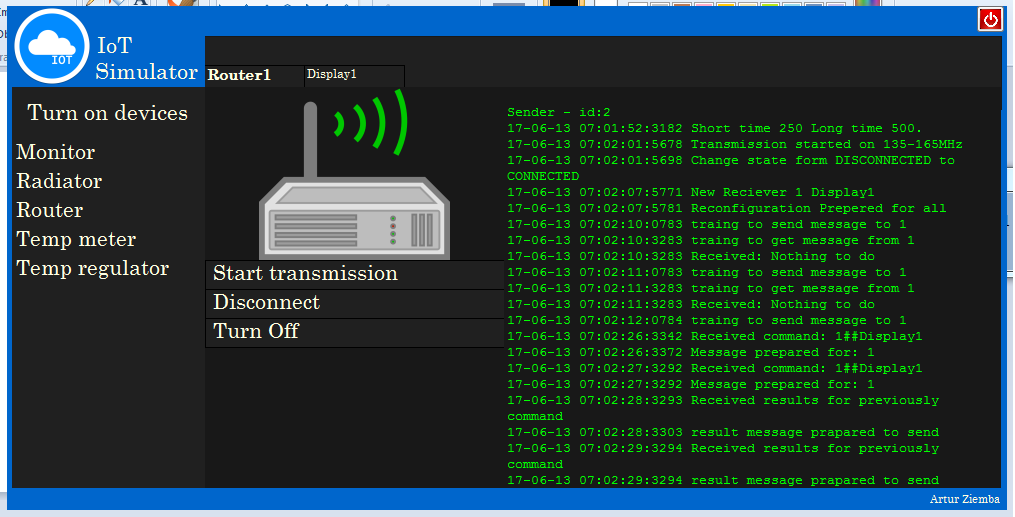 IOT
IoT
Simulator
Router1
Display1
Turn on devices
Monitor
Radiator
Router
Temp meter
Temp regulator
Start transmission
Disconnect
Turn Off
Sender - id:2
17-06-13 07:01:52:3182 Short time 250 Long time 500.
17-06-13 07:02:01:5678 Transmission started on 135-165MHz
17-06-13 07:02:01:5698 Change state form DISCONNECTED to
CONNECTED
17-06-13 07:02:07:5771 New Reciever 1 Display1
17-06-13 07:02:07:5781 Reconfiguration Prepered for all
17-06-13 07:02:10:0783 traing to send message to 1
17-06-13 07:02:10:3283 traing to get message from 1
17-06-13 07:02:10:3283 Received: Nothing to do
17-06-13 07:02:11:0783 traing to send message to 1
17-06-13 07:02:11:3283 traing to get message from 1
17-06-13 07:02:11:3283 Received: Nothing to do
17-06-13 07:02:12:0784 traing to send message to 1
17-06-13 07:02:26:3342 Received command: 1##Display1
17-06-13 07:02:26:3372 Message prepared for: 1
17-06-13 07:02:27:3292 Received command: 1##Display1
17-06-13 07:02:27:3292 Message prepared for: 1
17-06-13 07:02:28:3293 Received results for previously
command
17-06-13 07:02:28:3303 result message prapared to send
17-06-13 07:02:29:3294 Received results for previously
command
17-06-13 07:02:29:3294 result message prapared to send
Artur Ziemba